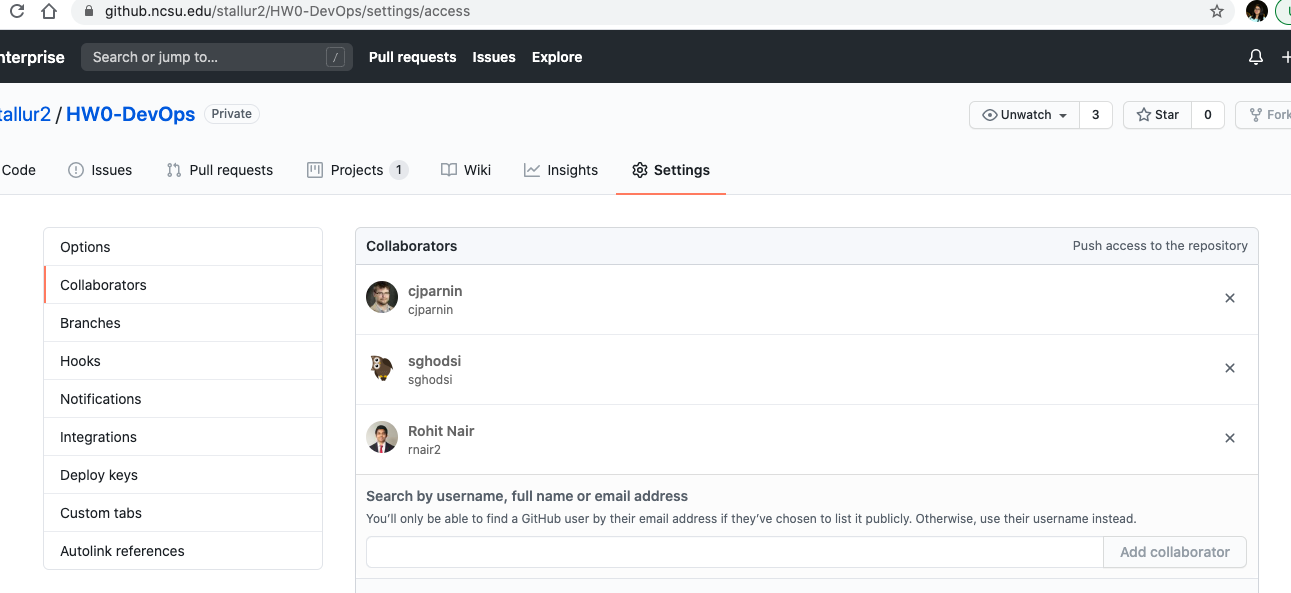 github.ncsu.edu/stallur2/HW0-DevOps/settings/access
nterprise Search or jump to... / Pull requests Issues Explore
tallur2 / HW0-DevOps Private Unwatch 3 Star 0 Fork
Code Issues Pull requests Projects 1 Wiki Insights Settings
Options
Collaborators
Branches
Hooks
Notifications
Integrations
Deploy keys
Custom tabs
Autolink references
Collaborators Push access to the repository
cjparnin
cjparnin
sghodsi
sghodsi
Rohit Nair
rnair2
Search by username, full name or email address
You’ll only be able to find a GitHub user by their email address if they’ve chosen to list it publicly. Otherwise, use their username instead.
Add collaborator